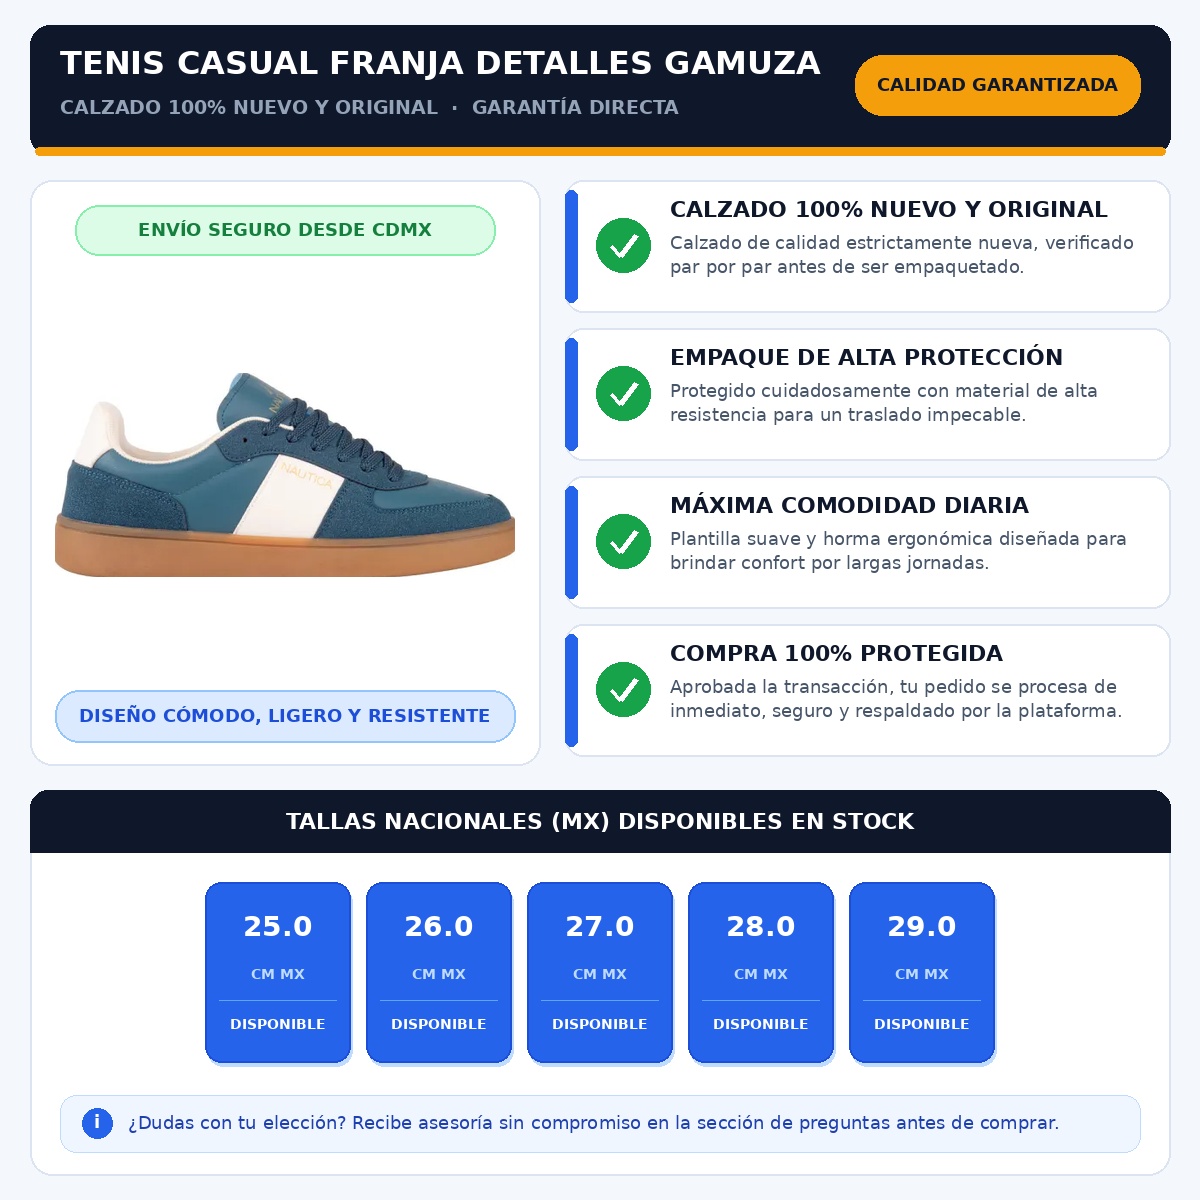 TENIS CASUAL FRANJA DETALLES GAMUZA
CALZADO 100% NUEVO Y ORIGINAL · GARANTÍA DIRECTA
CALIDAD GARANTIZADA
ENVÍO SEGURO DESDE CDMX
NAUTICA
DISEÑO CÓMODO, LIGERO Y RESISTENTE
CALZADO 100% NUEVO Y ORIGINAL
Calzado de calidad estrictamente nueva, verificado
par por par antes de ser empaquetado.
EMPAQUE DE ALTA PROTECCIÓN
Protegido cuidadosamente con material de alta
resistencia para un traslado impecable.
MÁXIMA COMODIDAD DIARIA
Plantilla suave y horma ergonómica diseñada para
brindar confort por largas jornadas.
COMPRA 100% PROTEGIDA
Aprobada la transacción, tu pedido se procesa de
inmediato, seguro y respaldado por la plataforma.
TALLAS NACIONALES (MX) DISPONIBLES EN STOCK
25.0 26.0 27.0 28.0 29.0
CM MX CM MX CM MX CM MX CM MX
DISPONIBLE DISPONIBLE DISPONIBLE DISPONIBLE DISPONIBLE
i ¿Dudas con tu elección? Recibe asesoría sin compromiso en la sección de preguntas antes de comprar.